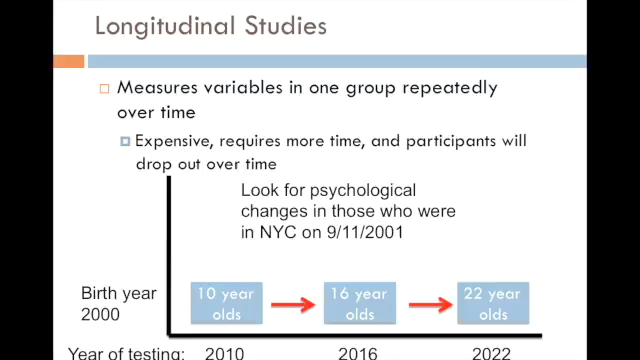 Longitudinal Studies
Measures variables in one group repeatedly
over time
Expensive, requires more time, and participants will
drop out over time
Look for psychological
changes in those who were
in NYC on 9/11/2001
Birth year
2000
10 year
olds
16 year
olds
22 year
olds
Year of testing: 2010 2016 2022